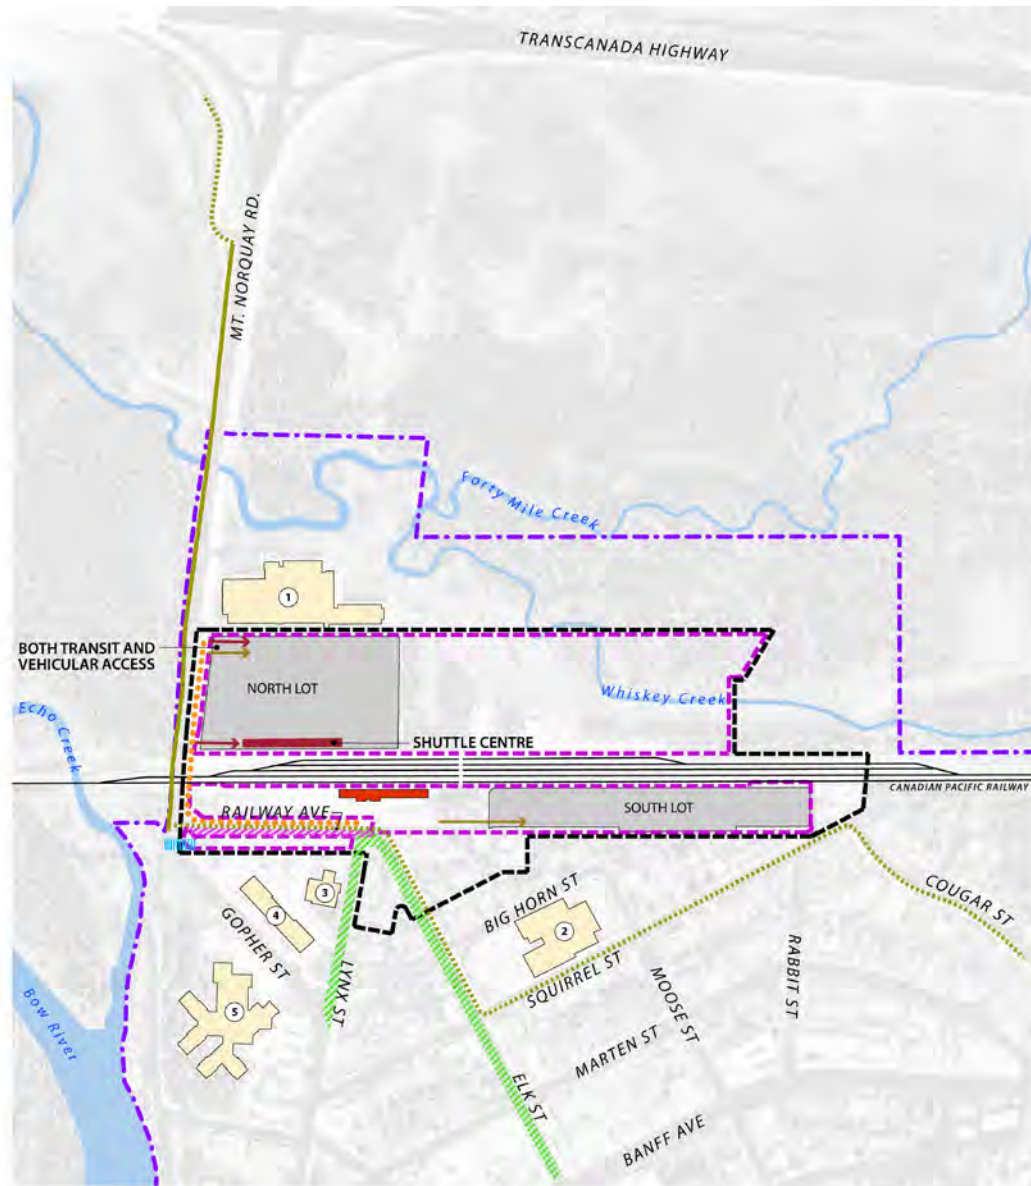 TRANSCANADA HIGHWAY
MT. NORQUAY RD.
Forty Mile Creek
1
BOTH TRANSIT AND
VEHICULAR ACCESS
NORTH LOT
Whiskey Creek
Echo Creek
SHUTTLE CENTRE
CANADIAN PACIFIC RAILWAY
RAILWAY AVE
SOUTH LOT
3
4
BIG HORN ST
2
COUGAR ST
GOPHER ST
LYNX ST
SQUIRREL ST
RABBIT ST
MOOSE ST
5
Bow River
MARTEN ST
ELK ST
BANFF AVE